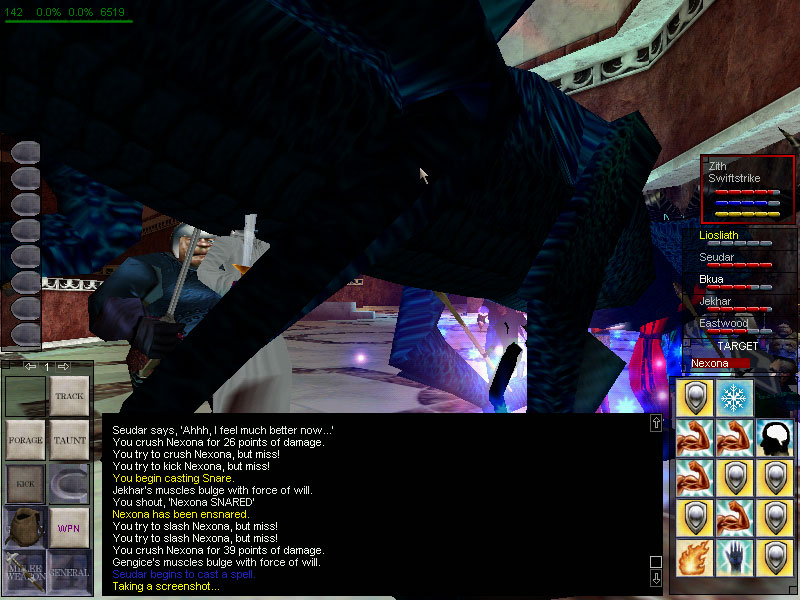 142 0.0% 0.0% 6519
Zith
Swiftstrike
Liosliath
Seudar
Bkua
Jekhar
Eastwood
TARGET
Nexona
1
TRACK
FORAGE
TAUNT
KICK
WPN
MELEE
WEAPON
GENERAL
Seudar says, 'Ahhh, I feel much better now...'
You crush Nexona for 26 points of damage.
You try to crush Nexona, but miss!
You try to kick Nexona, but miss!
You begin casting Snare.
Jekhar's muscles bulge with force of will.
You shout, 'Nexona SNARED'
Nexona has been ensnared.
You try to slash Nexona, but miss!
You try to slash Nexona, but miss!
You crush Nexona for 39 points of damage.
Gengice's muscles bulge with force of will.
Seudar begins to cast a spell.
Taking a screenshot...